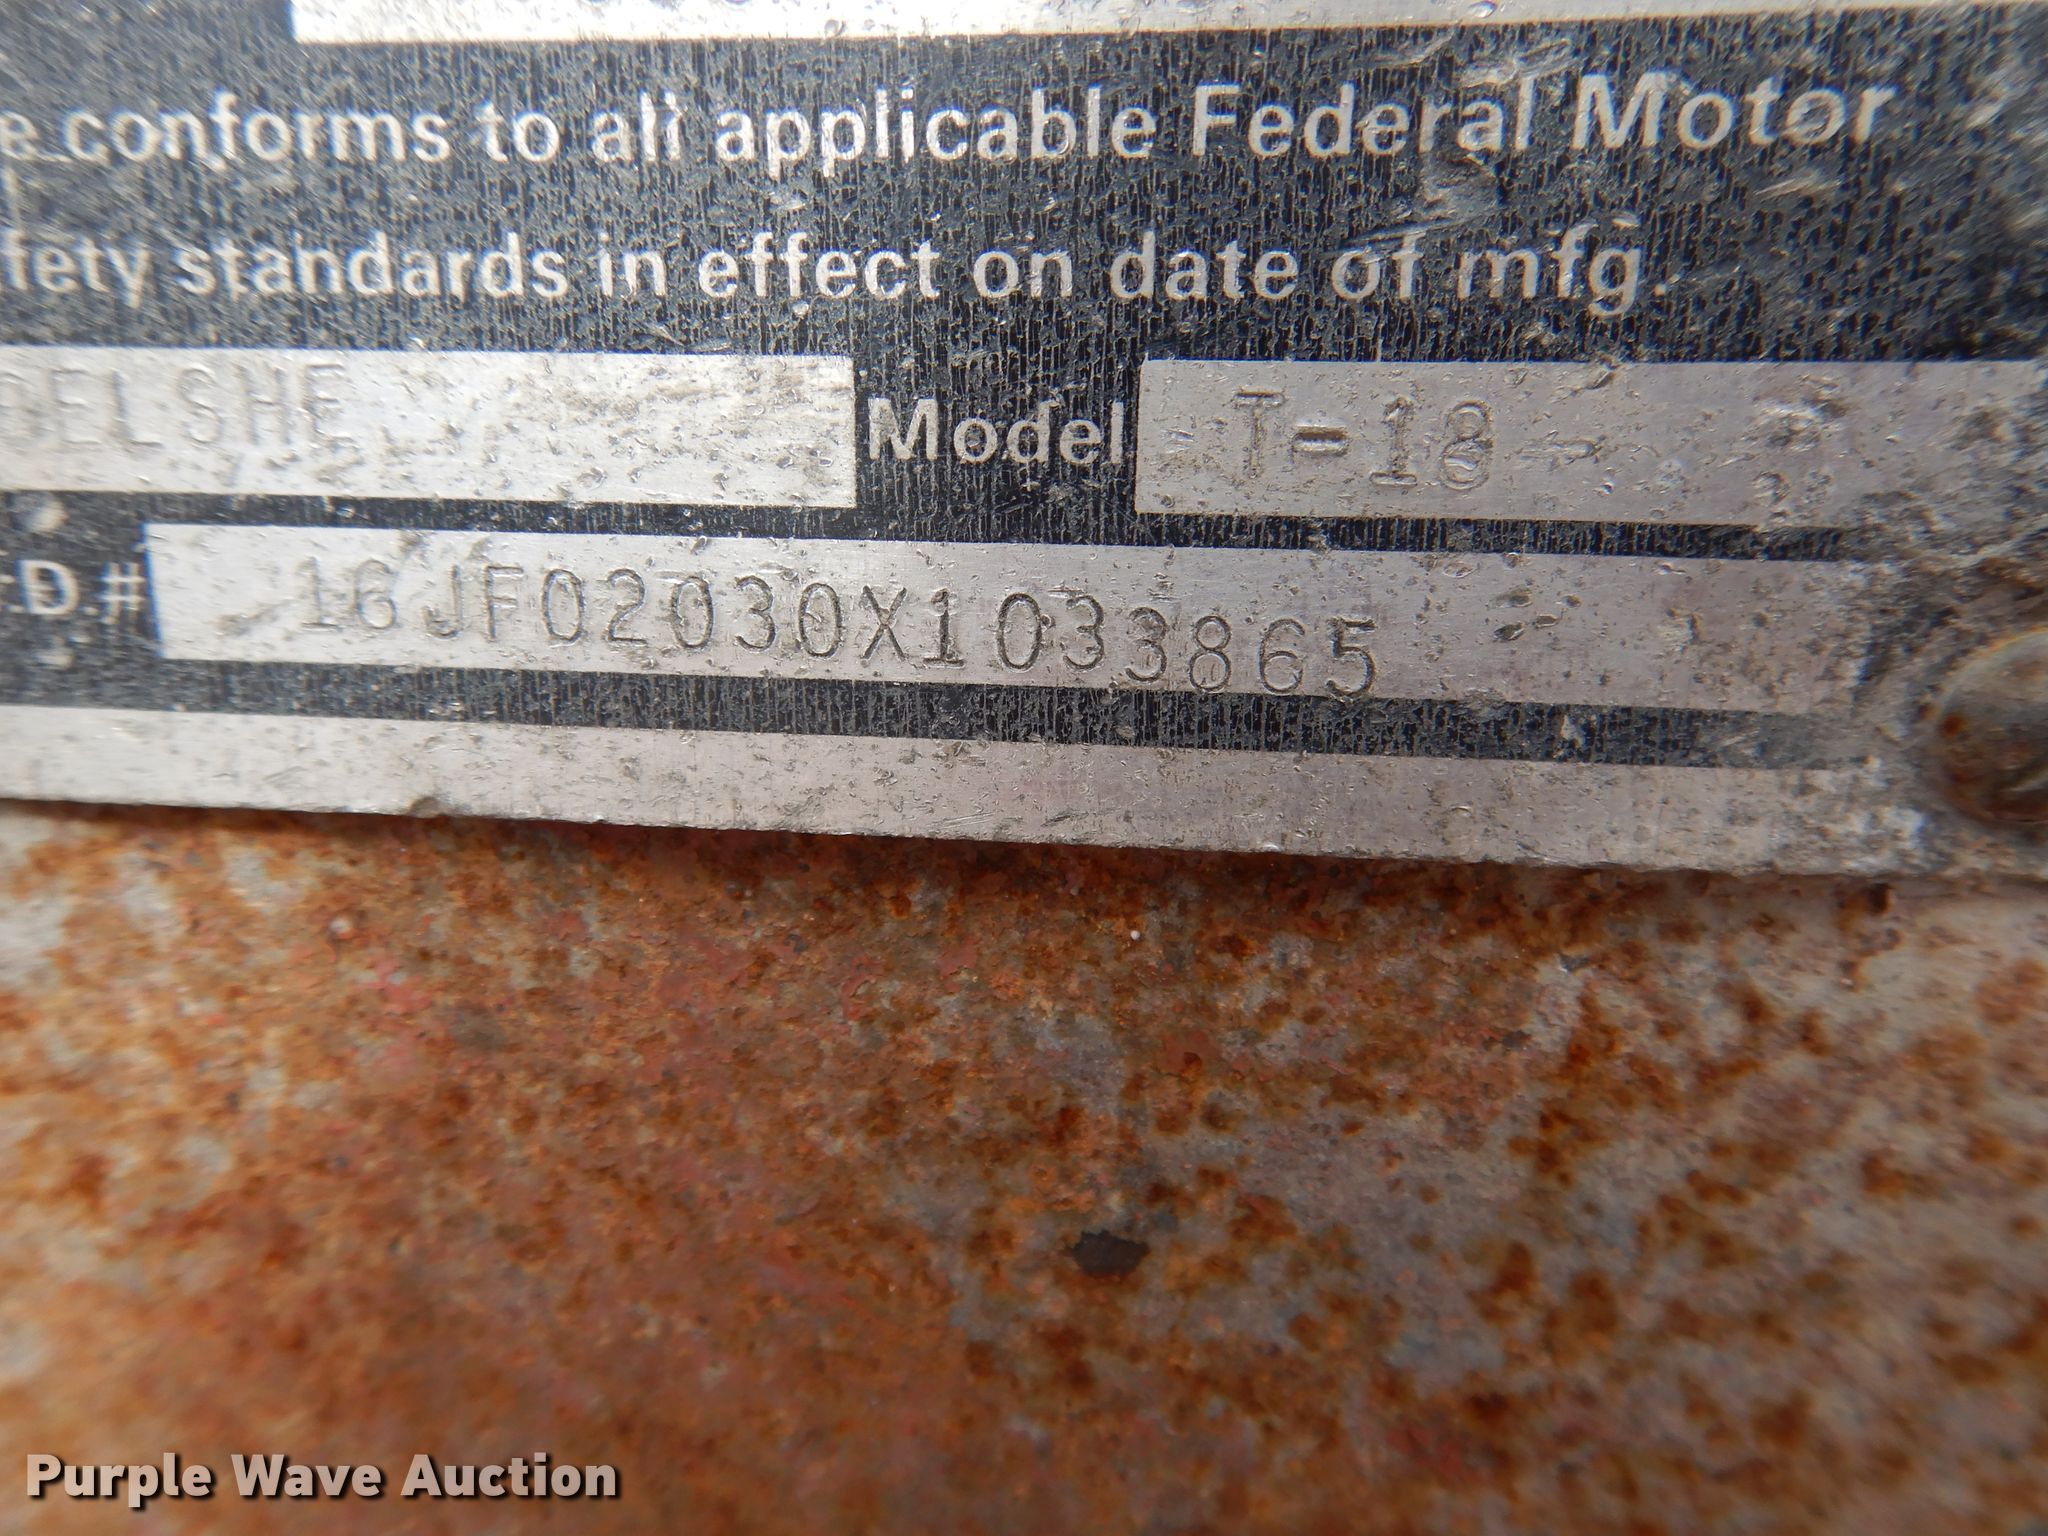 e conforms to all applicable Federal Motor
fety standards in effect on date of mfg.
DELSHE Model T-18
.D.# 16JF02030X1033865
Purple Wave Auction